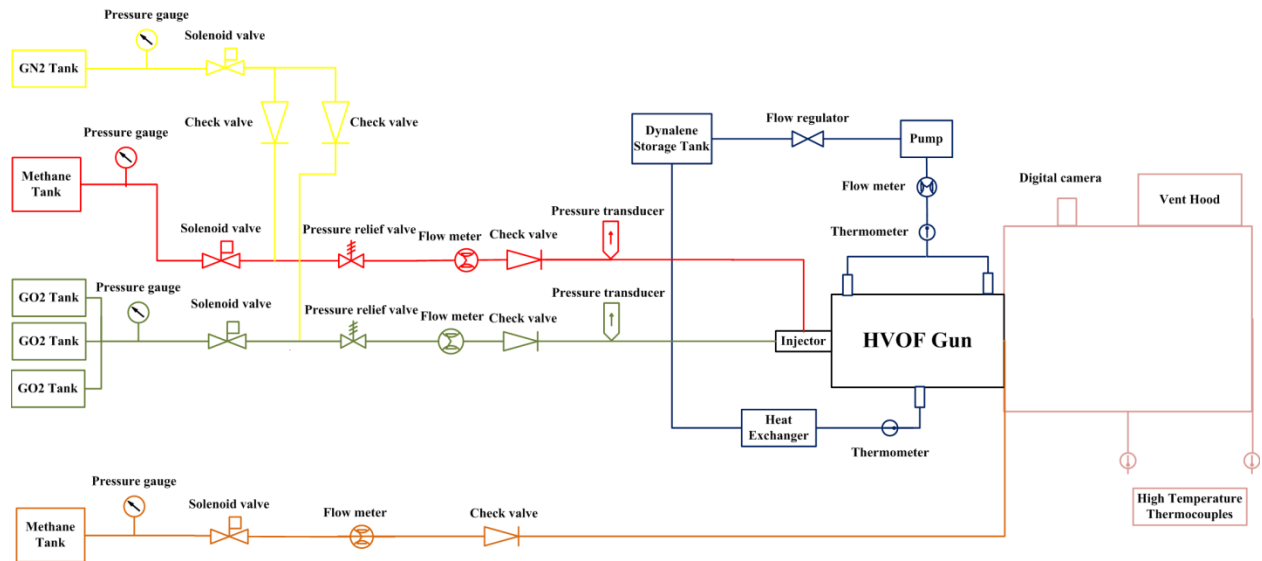 Pressure gauge
Solenoid valve
GN2 Tank
Check valve
Check valve
Pressure gauge
Methane
Tank
Solenoid valve
Pressure relief valve
Flow meter
Check valve
Pressure transducer
GO2 Tank
GO2 Tank
GO2 Tank
Pressure gauge
Solenoid valve
Pressure relief valve
Flow meter
Check valve
Pressure transducer
Dynalene
Storage Tank
Flow regulator
Pump
Flow meter
Thermometer
Injector
HVOF Gun
Heat
Exchanger
Thermometer
Digital camera
Vent Hood
High Temperature
Thermocouples
Pressure gauge
Solenoid valve
Flow meter
Check valve
Methane
Tank